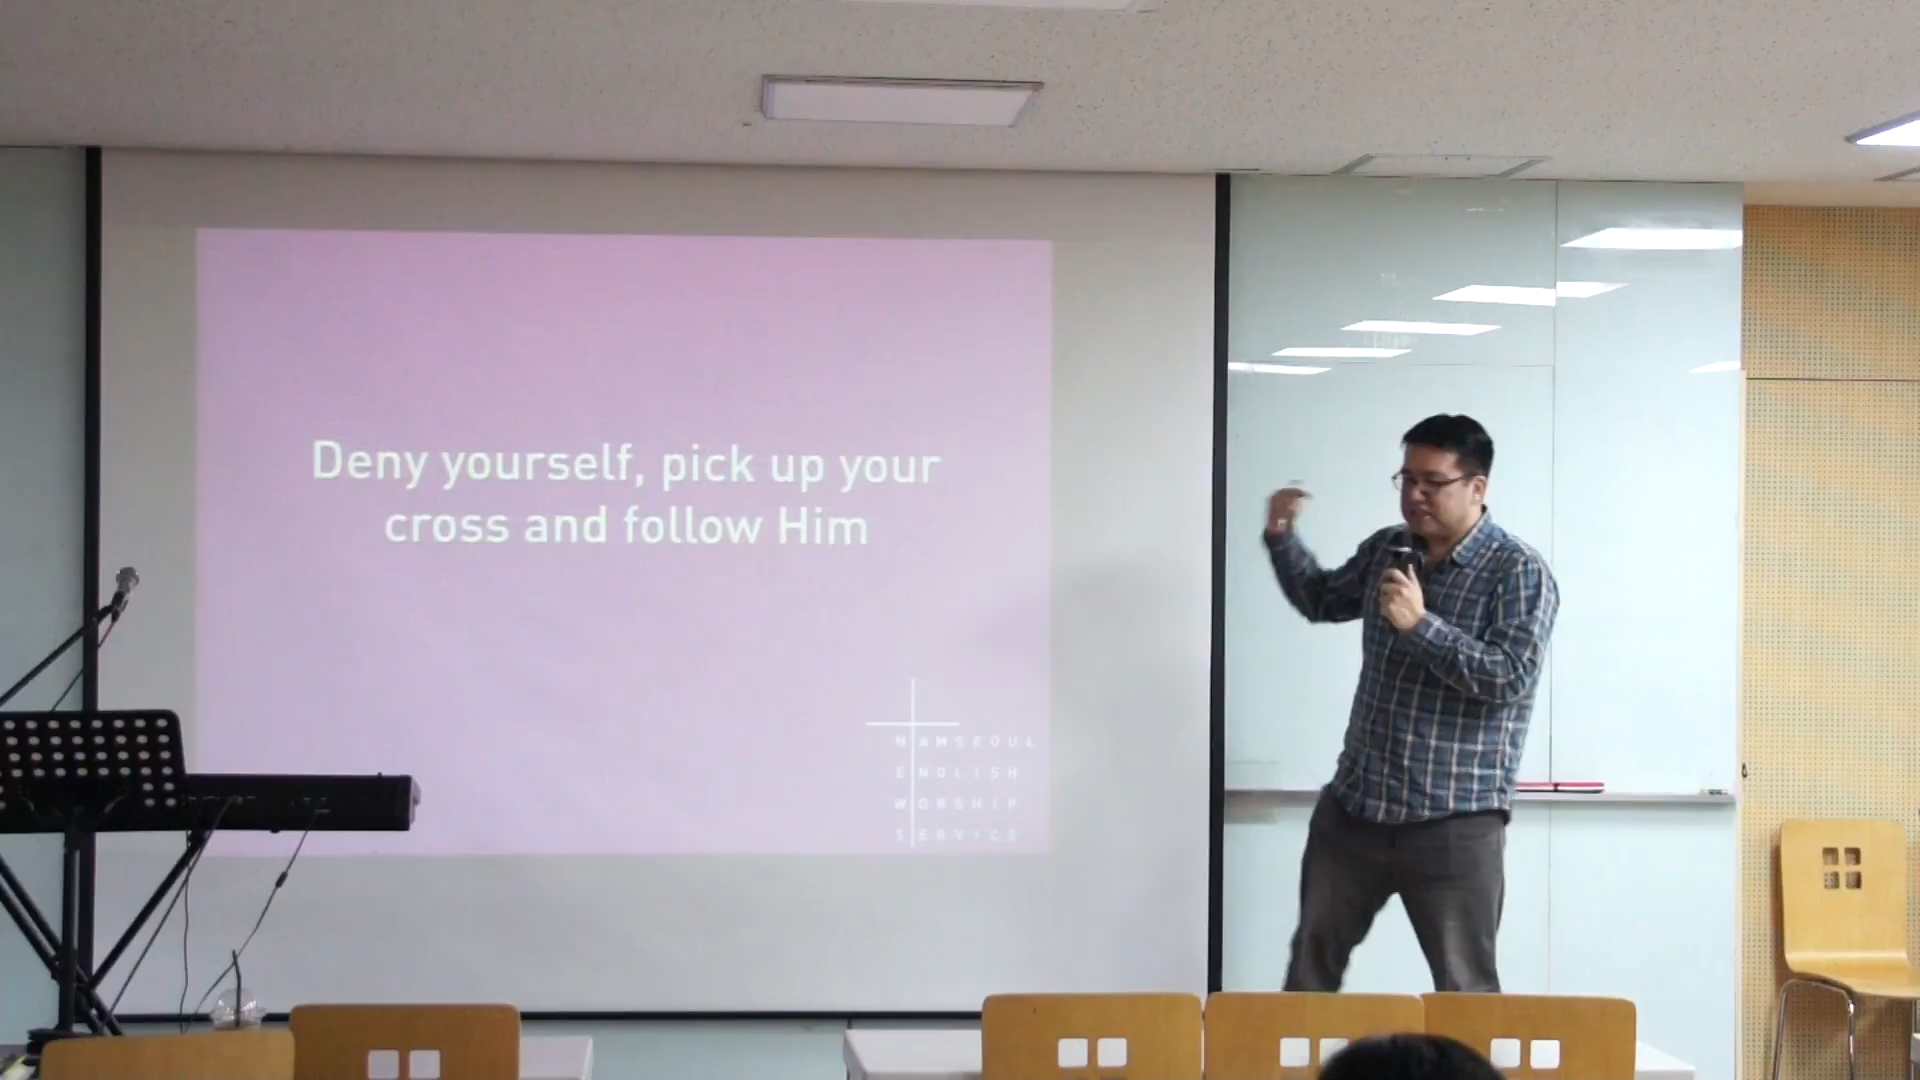 Deny yourself, pick up your
cross and follow Him
NAMSEOUL
ENGLISH
WORSHIP
SERVICE